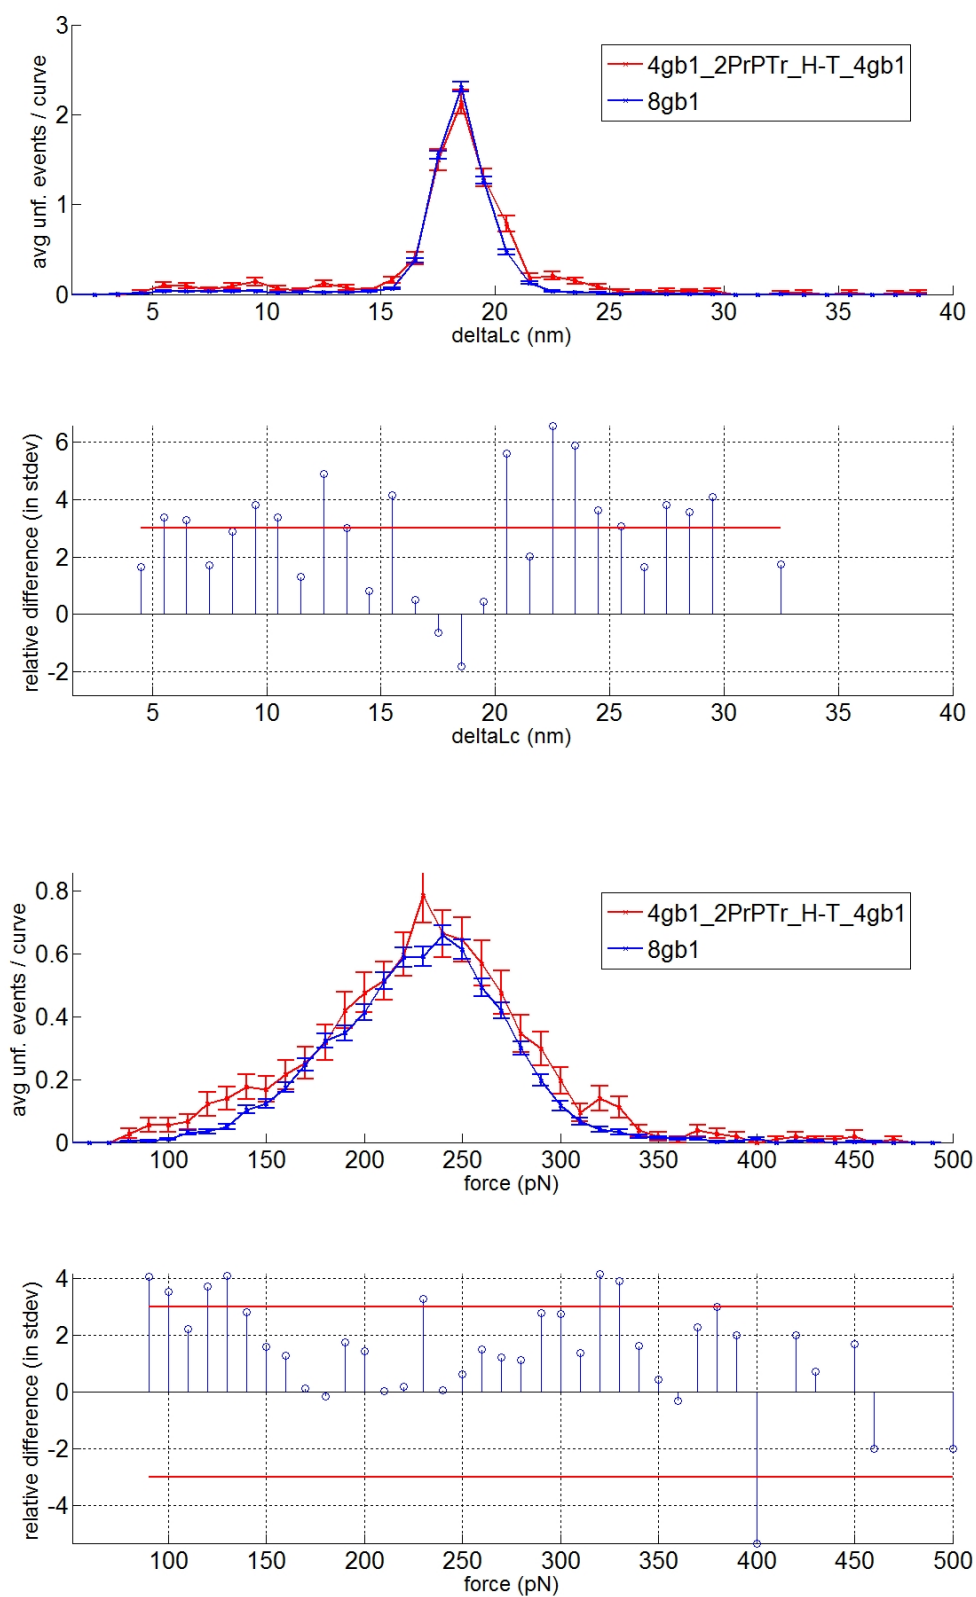 3
2
1
0
avg unf. events / curve
4gb1_2PrPTr_H-T_4gb1
8gb1
5 10 15 20 25 30 35 40
deltaLc (nm)
6
4
2
0
-2
relative difference (in stdev)
5 10 15 20 25 30 35 40
deltaLc (nm)
0.8
0.6
0.4
0.2
0
avg unf. events / curve
4gb1_2PrPTr_H-T_4gb1
8gb1
100 150 200 250 300 350 400 450 500
force (pN)
4
2
0
-2
-4
relative difference (in stdev)
100 150 200 250 300 350 400 450 500
force (pN)